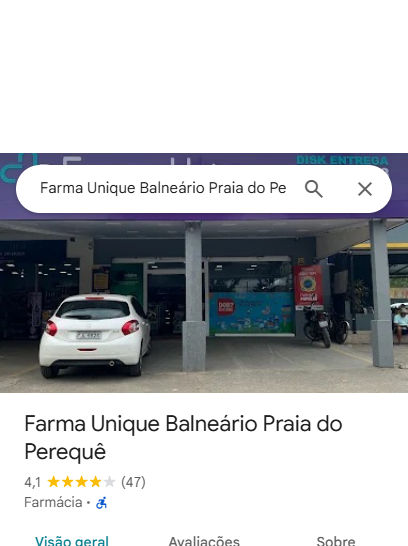 DISK ENTREGA
Farma Unique Balneário Praia do Pe
Farma Unique Balneário Praia do
Perequê
4,1 (47)
Farmácia ·
Visão geral Avaliações Sobre